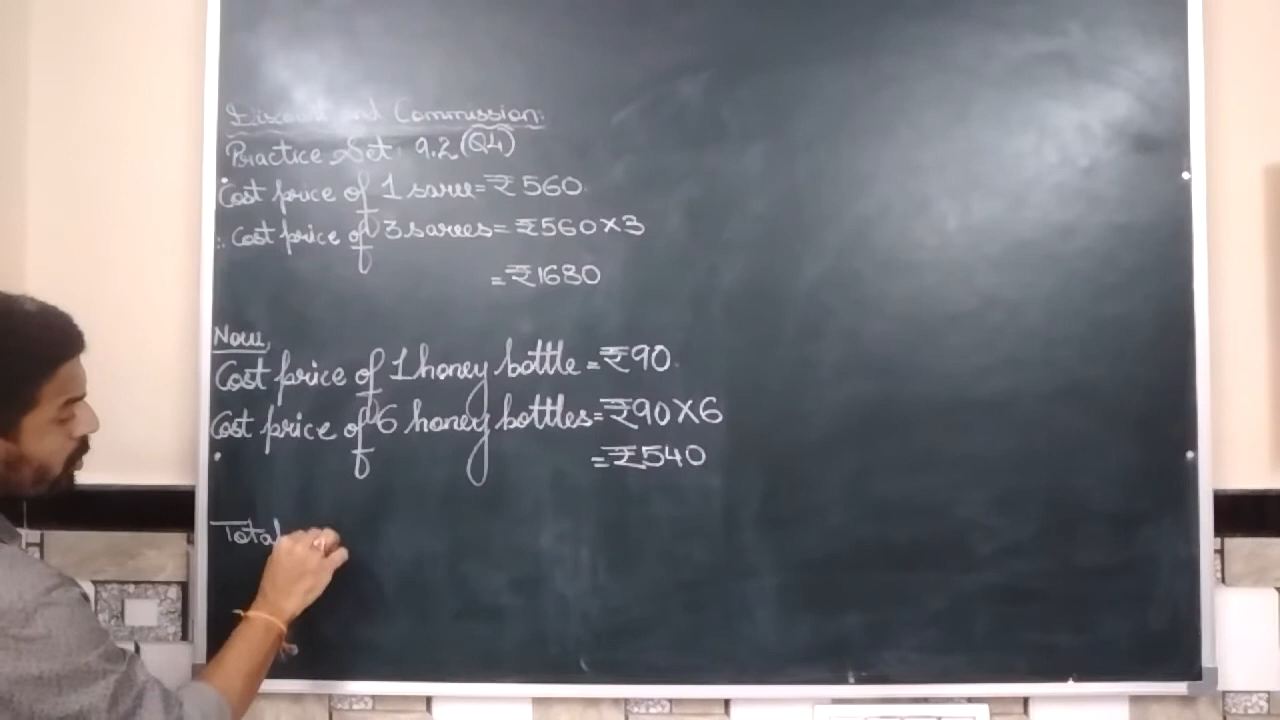 Discount and Commission:
Practice Set 9.2 (Q4)
Cost price of 1 saree = ₹560.
∴ Cost price of 3 sarees = ₹560×3
= ₹1680
Now,
Cost price of 1 honey bottle = ₹90.
Cost price of 6 honey bottles = ₹90×6
= ₹540
Total